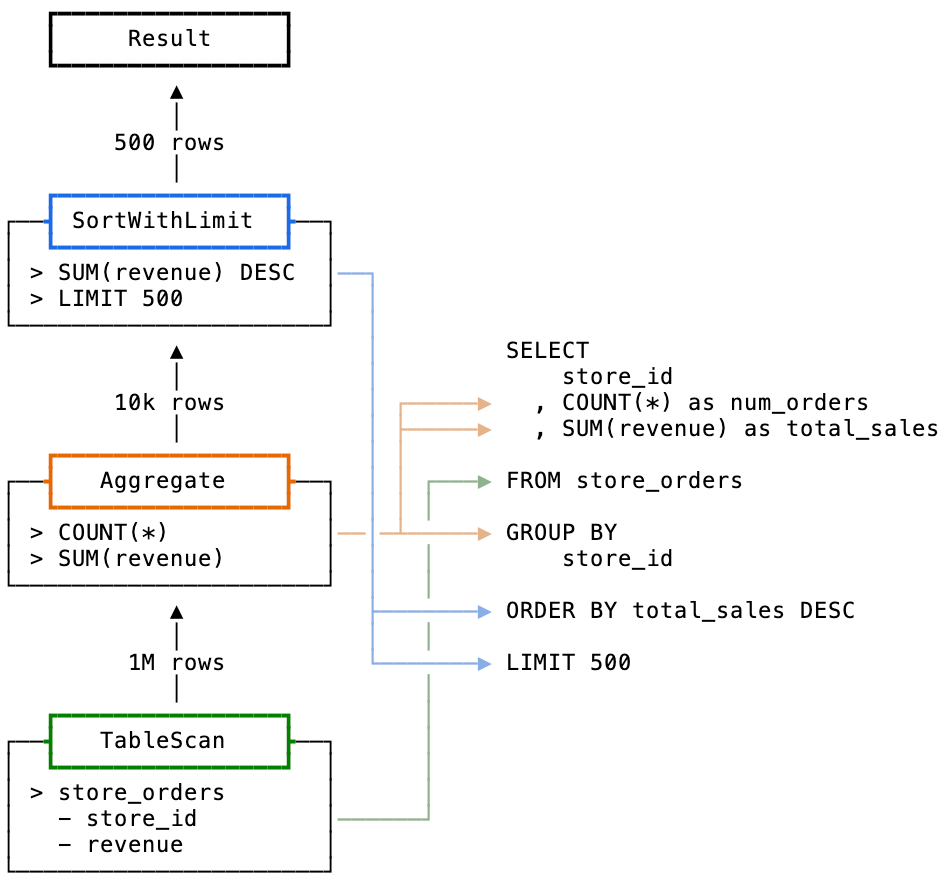 Result
500 rows
SortWithLimit
> SUM(revenue) DESC
> LIMIT 500
10k rows
Aggregate
> COUNT(*)
> SUM(revenue)
1M rows
TableScan
> store_orders
- store_id
- revenue
SELECT
store_id
, COUNT(*) as num_orders
, SUM(revenue) as total_sales
FROM store_orders
GROUP BY
store_id
ORDER BY total_sales DESC
LIMIT 500